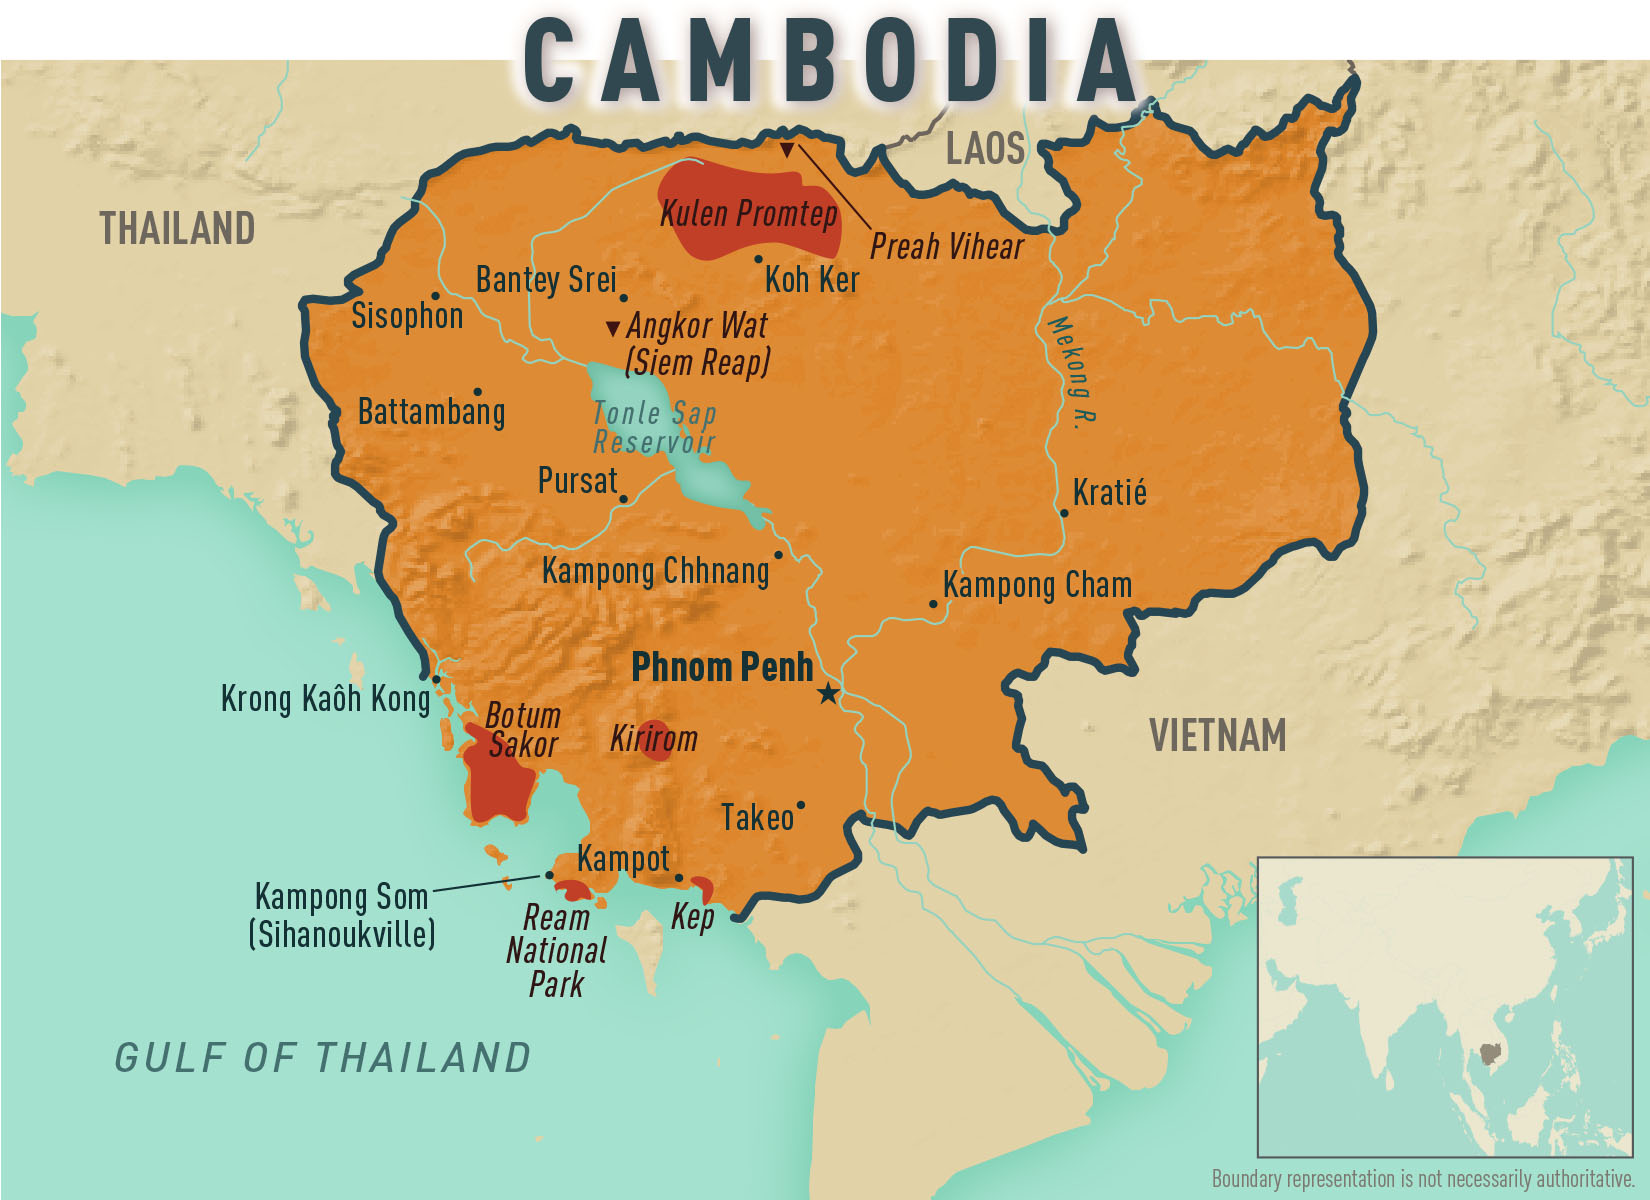 CAMBODIA
LAOS
THAILAND
Kulen Promtep
Preah Vihear
Bantey Srei
Koh Ker
Sisophon
Angkor Wat
(Siem Reap)
Mekong R.
Battambang
Tonle Sap
Reservoir
Pursat
Kratié
Kampong Chhnang
Kampong Cham
Phnom Penh
Krong Kaôh Kong
Botum
Sakor
Kirirom
VIETNAM
Takeo
Kampot
Kampong Som
(Sihanoukville)
Ream
National
Park
Kep
GULF OF THAILAND
Boundary representation is not necessarily authoritative.